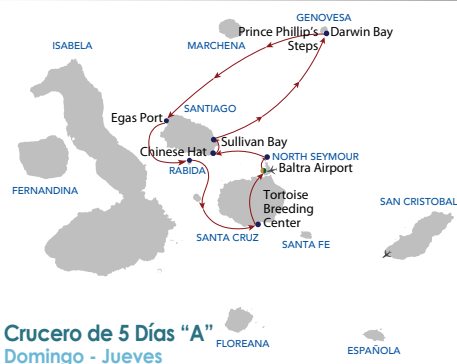 GENOVESA
Prince Phillip's Darwin Bay
Steps
MARCHENA
ISABELA
Egas Port
SANTIAGO
Sullivan Bay
Chinese Hat
RABIDA
NORTH SEYMOUR
Baltra Airport
FERNANDINA
Tortoise
Breeding
Center
SAN CRISTOBAL
SANTA CRUZ
SANTA FE
Crucero de 5 Días “A”
Domingo - Jueves
FLOREANA
ESPAÑOLA